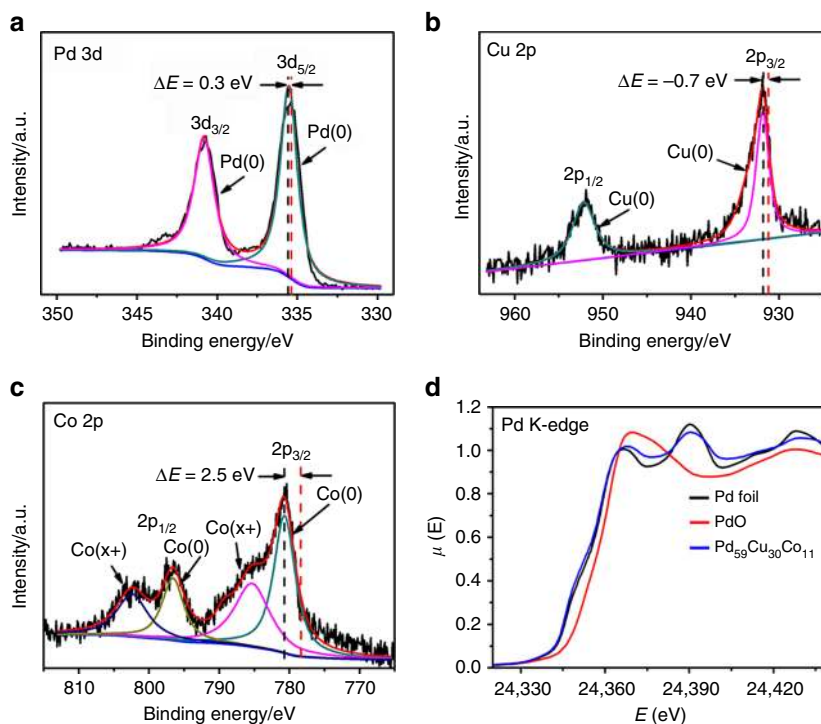 a
Pd 3d
3d5/2
ΔE = 0.3 eV
3d3/2
Pd(0)
Pd(0)
Intensity/a.u.
350 345 340 335 330
Binding energy/eV
b
Cu 2p
2p3/2
ΔE = –0.7 eV
Cu(0)
2p1/2
Cu(0)
Intensity/a.u.
960 950 940 930
Binding energy/eV
c
Co 2p
2p3/2
ΔE = 2.5 eV
Co(0)
2p1/2
Co(x+)
Co(x+)
Co(0)
Intensity/a.u.
810 800 790 780 770
Binding energy/eV
d
Pd K-edge
1.2
1.0
0.8
0.6
0.4
0.2
0.0
μ (E)
Pd foil
PdO
Pd59Cu30Co11
24,330 24,360 24,390 24,420
E (eV)